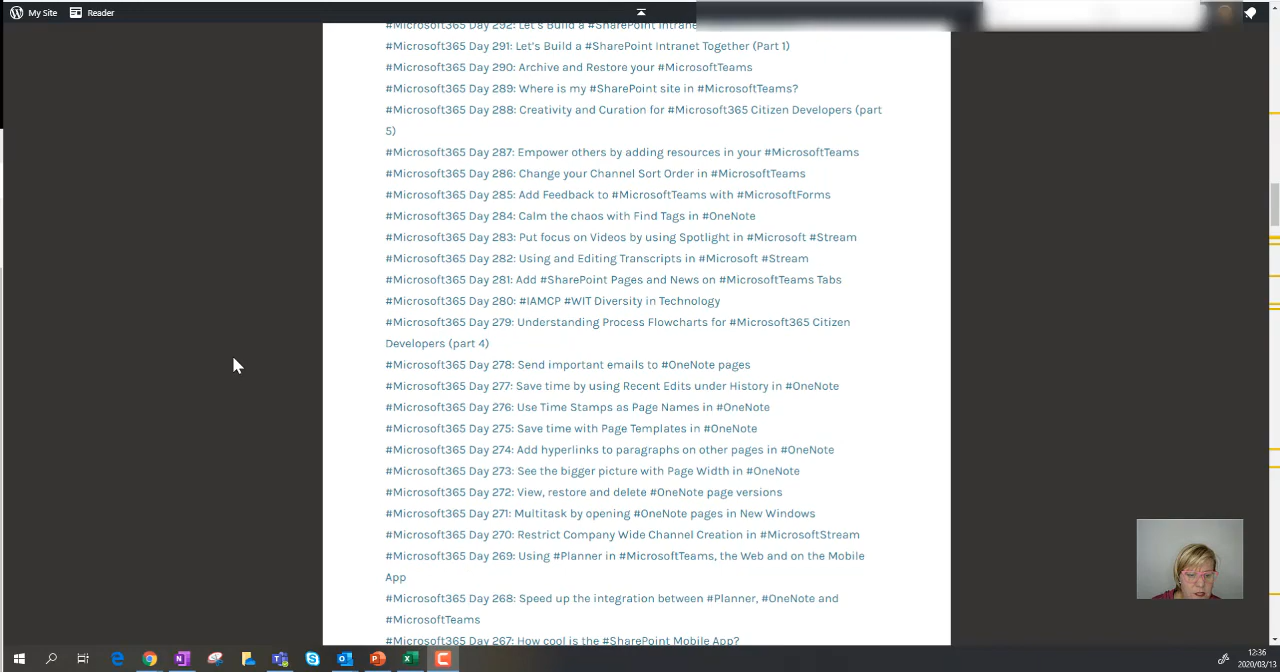 My Site
Reader
#Microsoft365 Day 292: Let's Build a #SharePoint Intranet
#Microsoft365 Day 291: Let's Build a #SharePoint Intranet Together (Part 1)
#Microsoft365 Day 290: Archive and Restore your #MicrosoftTeams
#Microsoft365 Day 289: Where is my #SharePoint site in #MicrosoftTeams?
#Microsoft365 Day 288: Creativity and Curation for #Microsoft365 Citizen Developers (part
5)
#Microsoft365 Day 287: Empower others by adding resources in your #MicrosoftTeams
#Microsoft365 Day 286: Change your Channel Sort Order in #MicrosoftTeams
#Microsoft365 Day 285: Add Feedback to #MicrosoftTeams with #MicrosoftForms
#Microsoft365 Day 284: Calm the chaos with Find Tags in #OneNote
#Microsoft365 Day 283: Put focus on Videos by using Spotlight in #Microsoft #Stream
#Microsoft365 Day 282: Using and Editing Transcripts in #Microsoft #Stream
#Microsoft365 Day 281: Add #SharePoint Pages and News on #MicrosoftTeams Tabs
#Microsoft365 Day 280: #IAMCP #WIT Diversity in Technology
#Microsoft365 Day 279: Understanding Process Flowcharts for #Microsoft365 Citizen
Developers (part 4)
#Microsoft365 Day 278: Send important emails to #OneNote pages
#Microsoft365 Day 277: Save time by using Recent Edits under History in #OneNote
#Microsoft365 Day 276: Use Time Stamps as Page Names in #OneNote
#Microsoft365 Day 275: Save time with Page Templates in #OneNote
#Microsoft365 Day 274: Add hyperlinks to paragraphs on other pages in #OneNote
#Microsoft365 Day 273: See the bigger picture with Page Width in #OneNote
#Microsoft365 Day 272: View, restore and delete #OneNote page versions
#Microsoft365 Day 271: Multitask by opening #OneNote pages in New Windows
#Microsoft365 Day 270: Restrict Company Wide Channel Creation in #MicrosoftStream
#Microsoft365 Day 269: Using #Planner in #MicrosoftTeams, the Web and on the Mobile
App
#Microsoft365 Day 268: Speed up the integration between #Planner, #OneNote and
#MicrosoftTeams
#Microsoft365 Day 267: How cool is the #SharePoint Mobile App?
12:36
2020/03/13